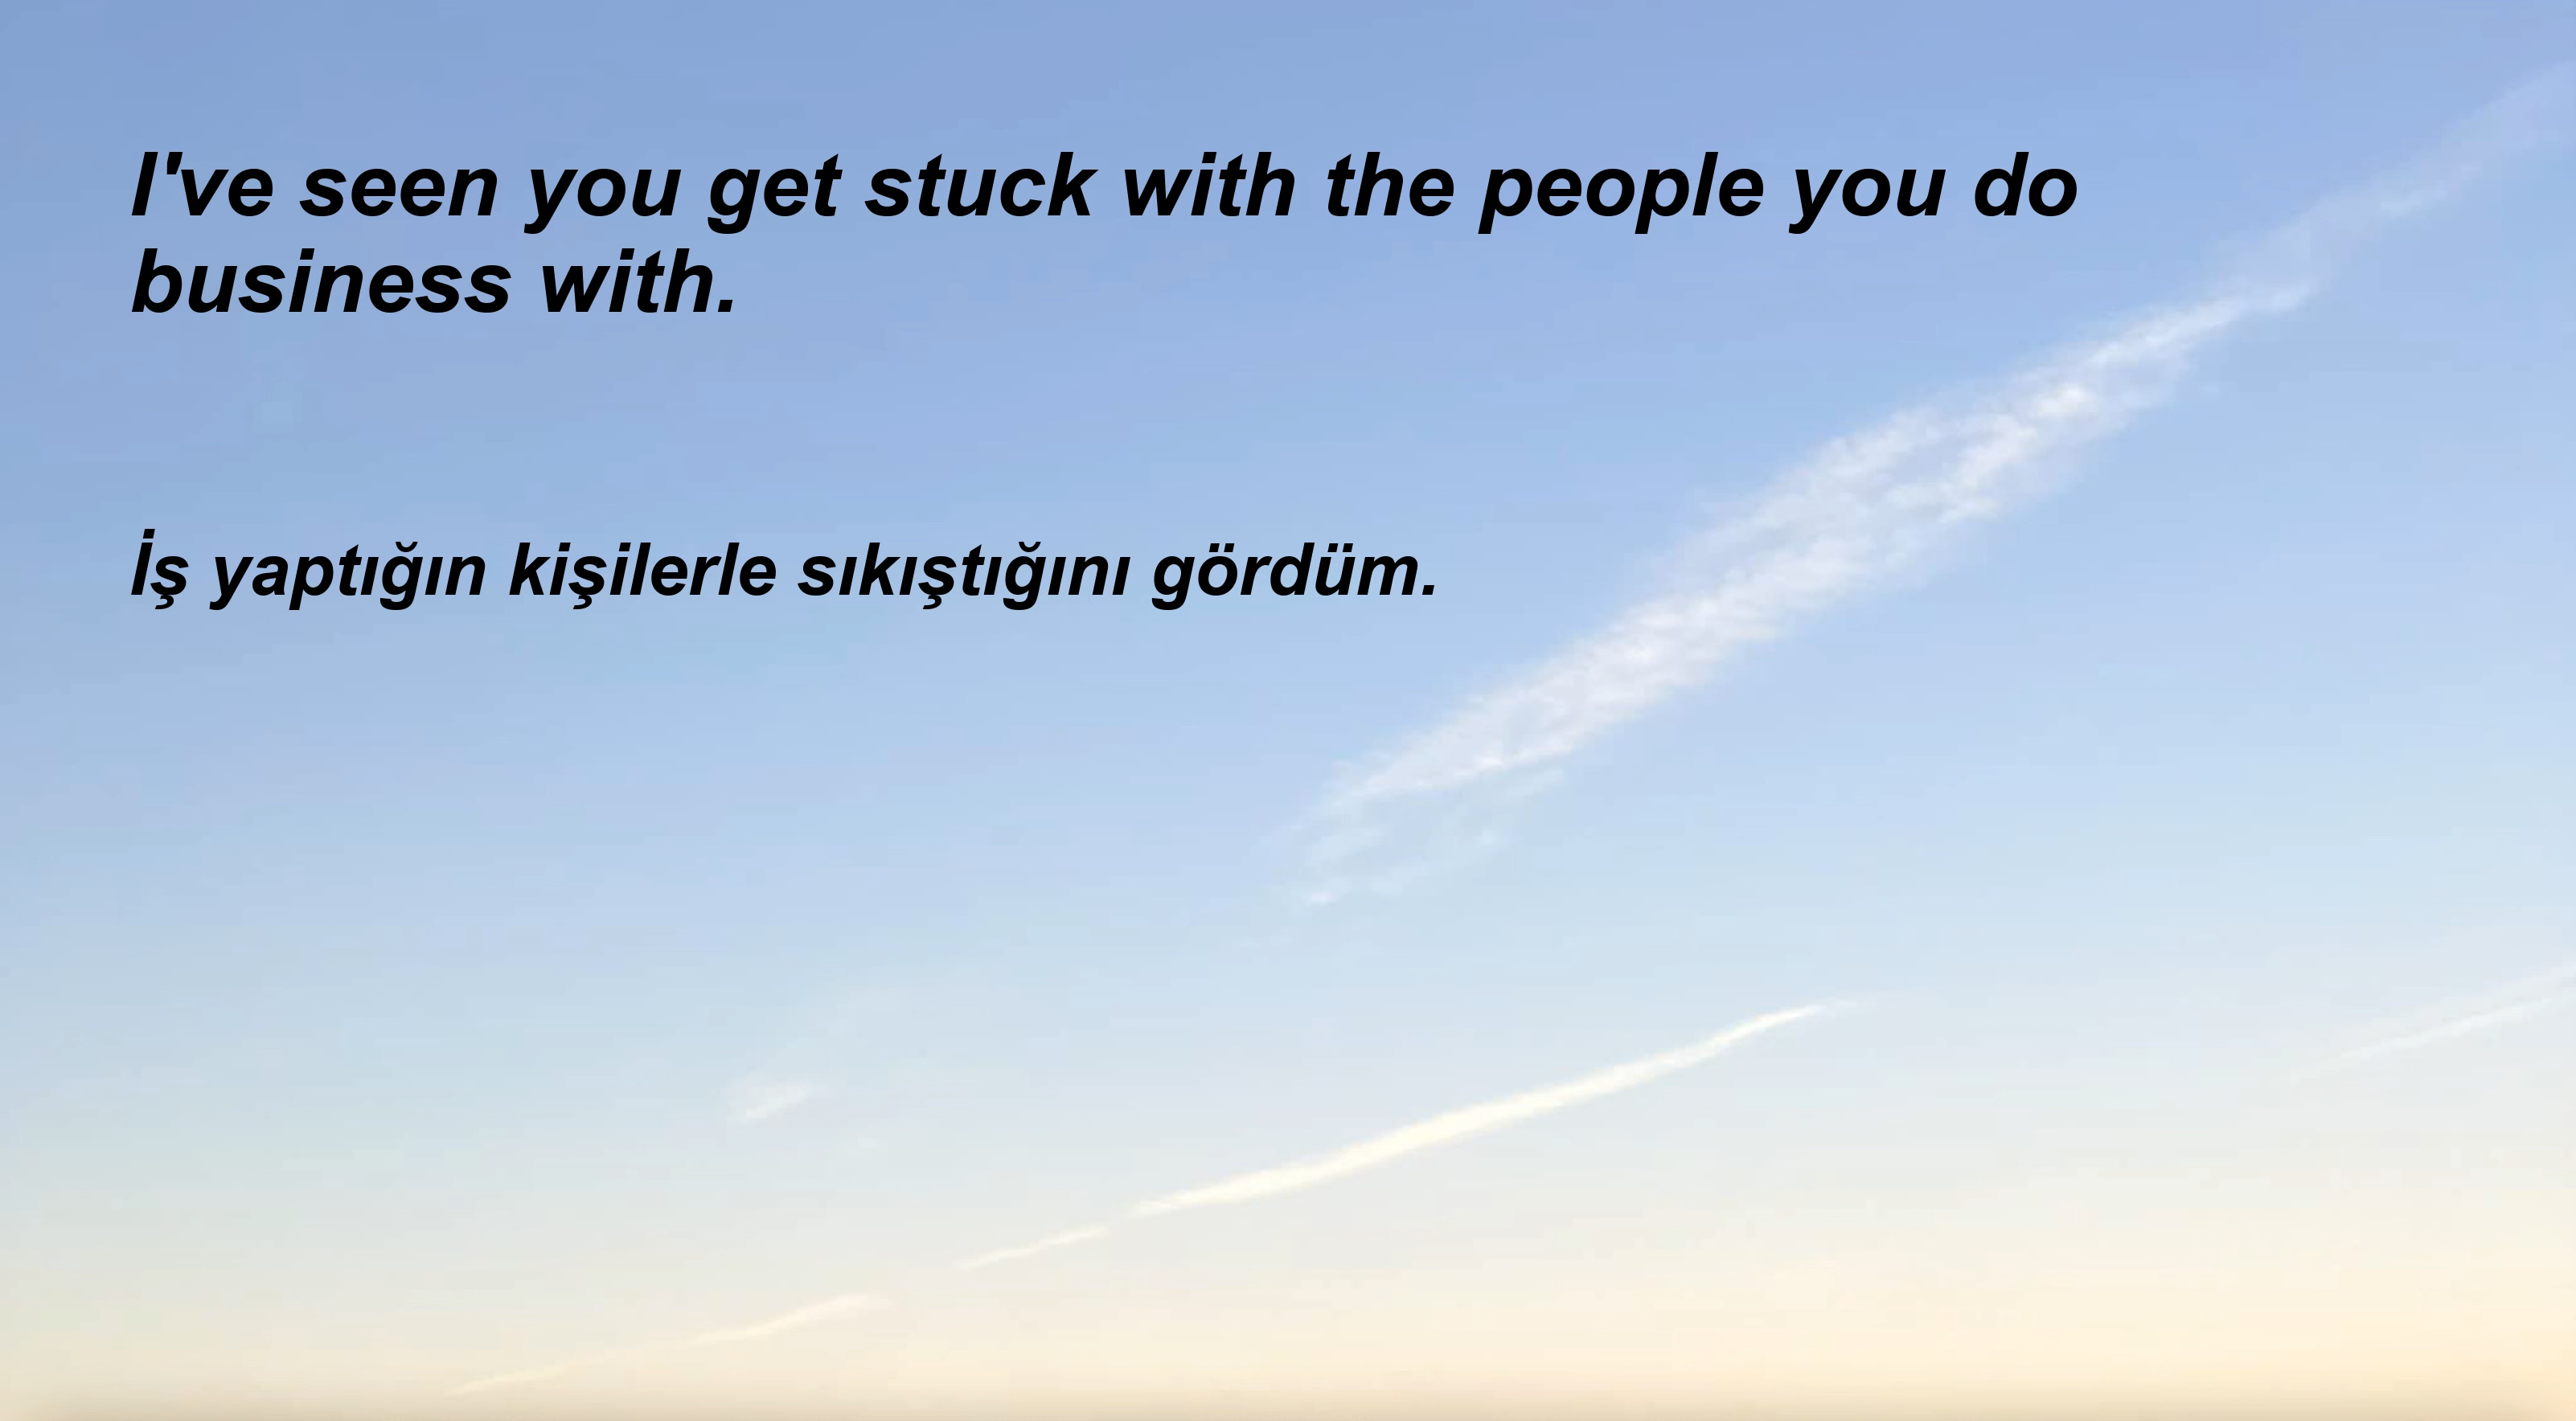 I've seen you get stuck with the people you do
business with.
İş yaptığın kişilerle sıkıştığını gördüm.